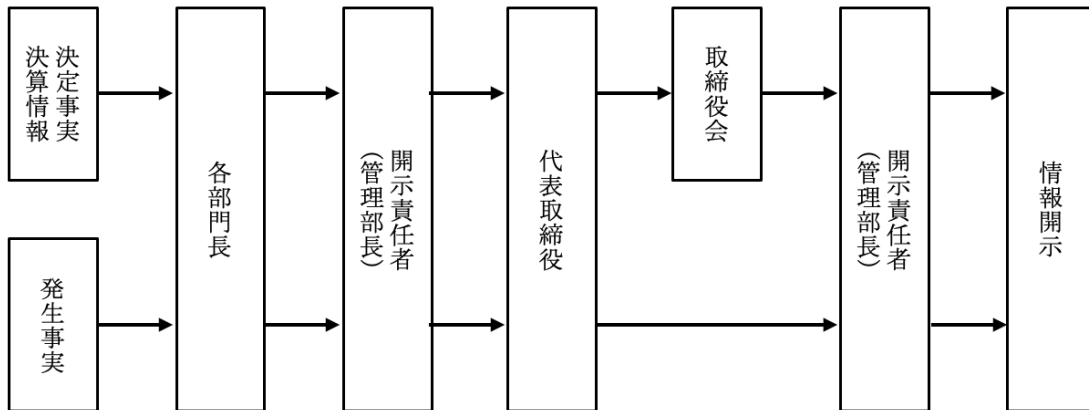 決定事実
決算情報
発生事実
各部門長
開示責任者
（管理部長）
代表取締役
取締役会
開示責任者
（管理部長）
情報開示